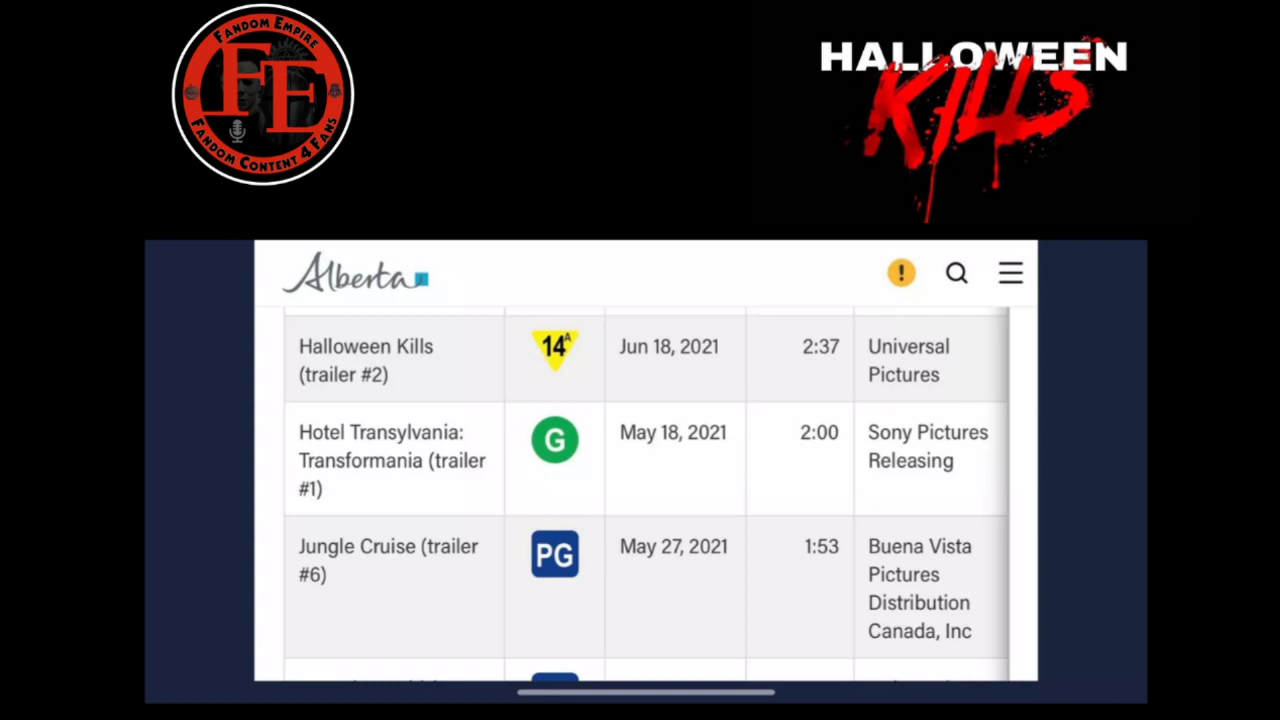 FANDOM EMPIRE
FE
FANDOM CONTENT 4 FANS
HALLOWEEN
KILLS
Alberta
!
Halloween Kills
(trailer #2)
14A
Jun 18, 2021
2:37
Universal
Pictures
Hotel Transylvania:
Transformania (trailer
#1)
G
May 18, 2021
2:00
Sony Pictures
Releasing
Jungle Cruise (trailer
#6)
PG
May 27, 2021
1:53
Buena Vista
Pictures
Distribution
Canada, Inc